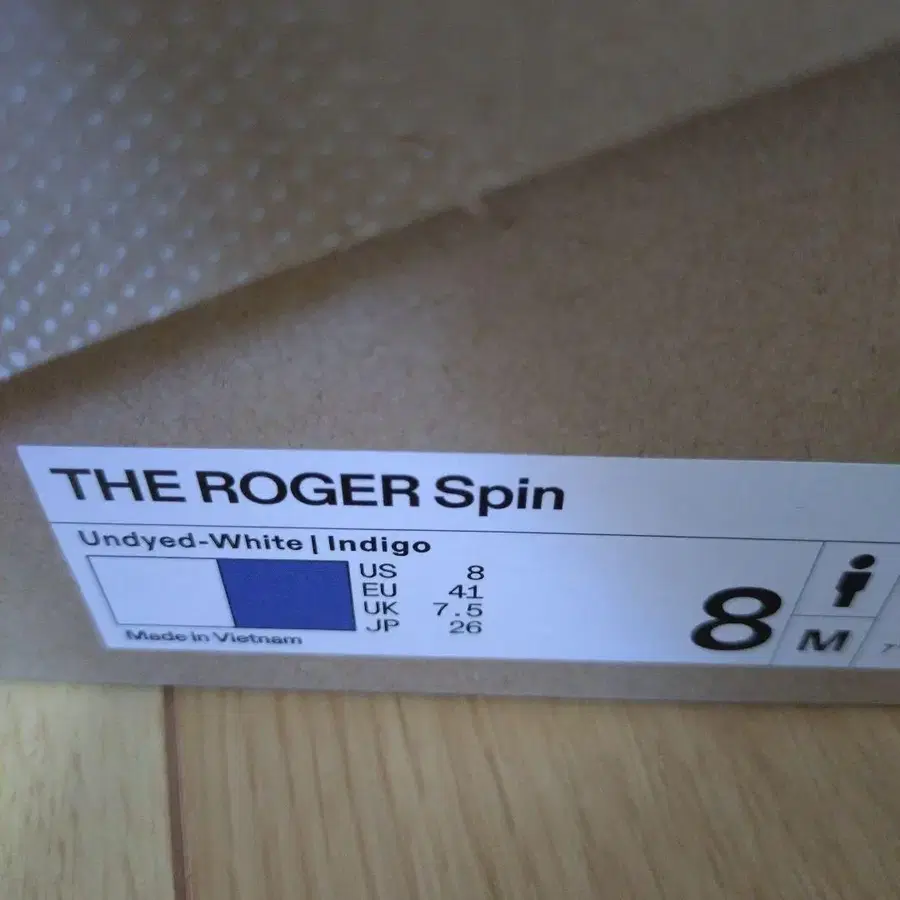 THE ROGER Spin
Undyed-White | Indigo
US 8
EU 41
UK 7.5
JP 26
Made in Vietnam
8
M